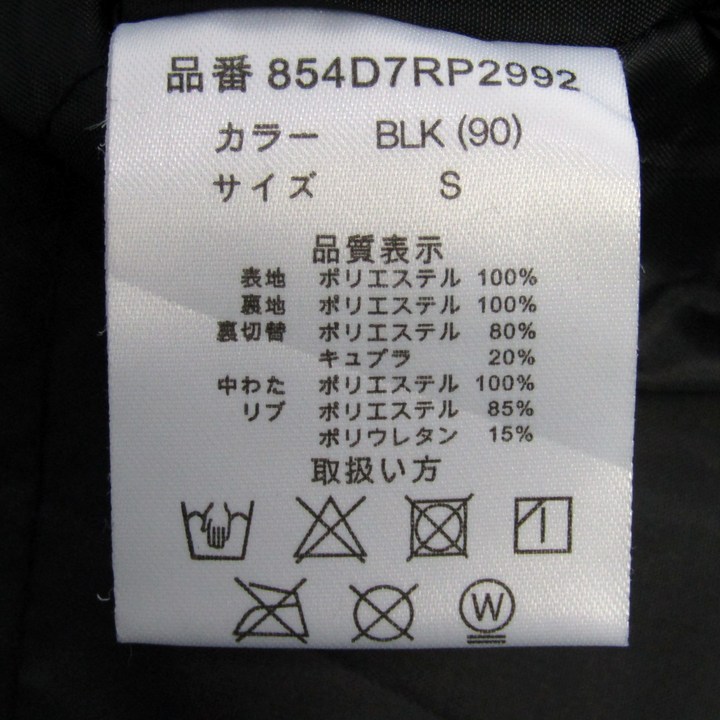 品番 854D7RP2992
カラー BLK (90)
サイズ S
品質表示
表地 ポリエステル 100%
裏地 ポリエステル 100%
裏切替 ポリエステル 80%
キュプラ 20%
中わた ポリエステル 100%
リブ ポリエステル 85%
ポリウレタン 15%
取扱い方
W